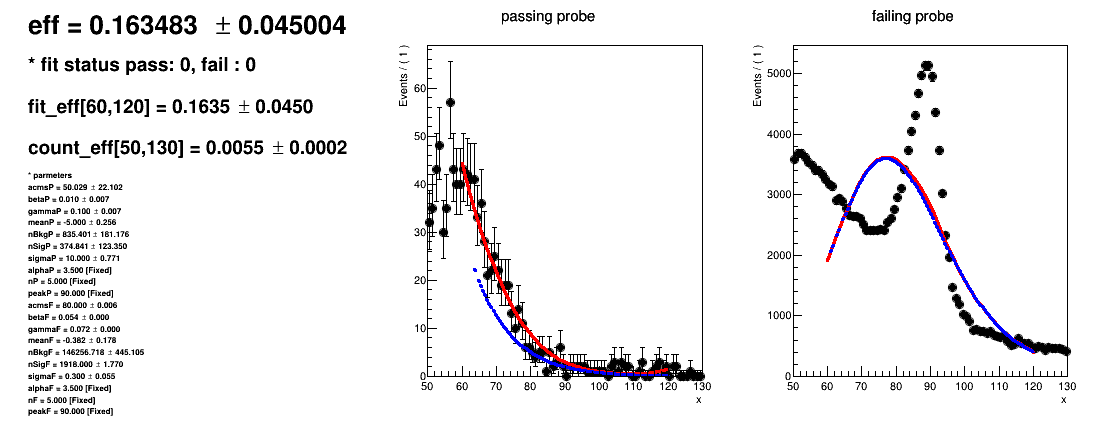 eff = 0.163483 ± 0.045004
* fit status pass: 0, fail : 0
fit_eff[60,120] = 0.1635 ± 0.0450
count_eff[50,130] = 0.0055 ± 0.0002
* parmeters
acmsP = 50.029 ± 22.102
betaP = 0.010 ± 0.007
gammaP = 0.100 ± 0.007
meanP = -5.000 ± 0.256
nBkgP = 835.401 ± 181.176
nSigP = 374.841 ± 123.350
sigmaP = 10.000 ± 0.771
alphaP = 3.500 [Fixed]
nP = 5.000 [Fixed]
peakP = 90.000 [Fixed]
acmsF = 80.000 ± 0.006
betaF = 0.054 ± 0.000
gammaF = 0.072 ± 0.000
meanF = -0.382 ± 0.178
nBkgF = 146256.718 ± 445.105
nSigF = 1918.000 ± 1.770
sigmaF = 0.300 ± 0.055
alphaF = 3.500 [Fixed]
nF = 5.000 [Fixed]
peakF = 90.000 [Fixed]
passing probe
Events / ( 1 )
60
50
40
30
20
10
0
50 60 70 80 90 100 110 120 130
x
failing probe
Events / ( 1 )
5000
4000
3000
2000
1000
0
50 60 70 80 90 100 110 120 130
x